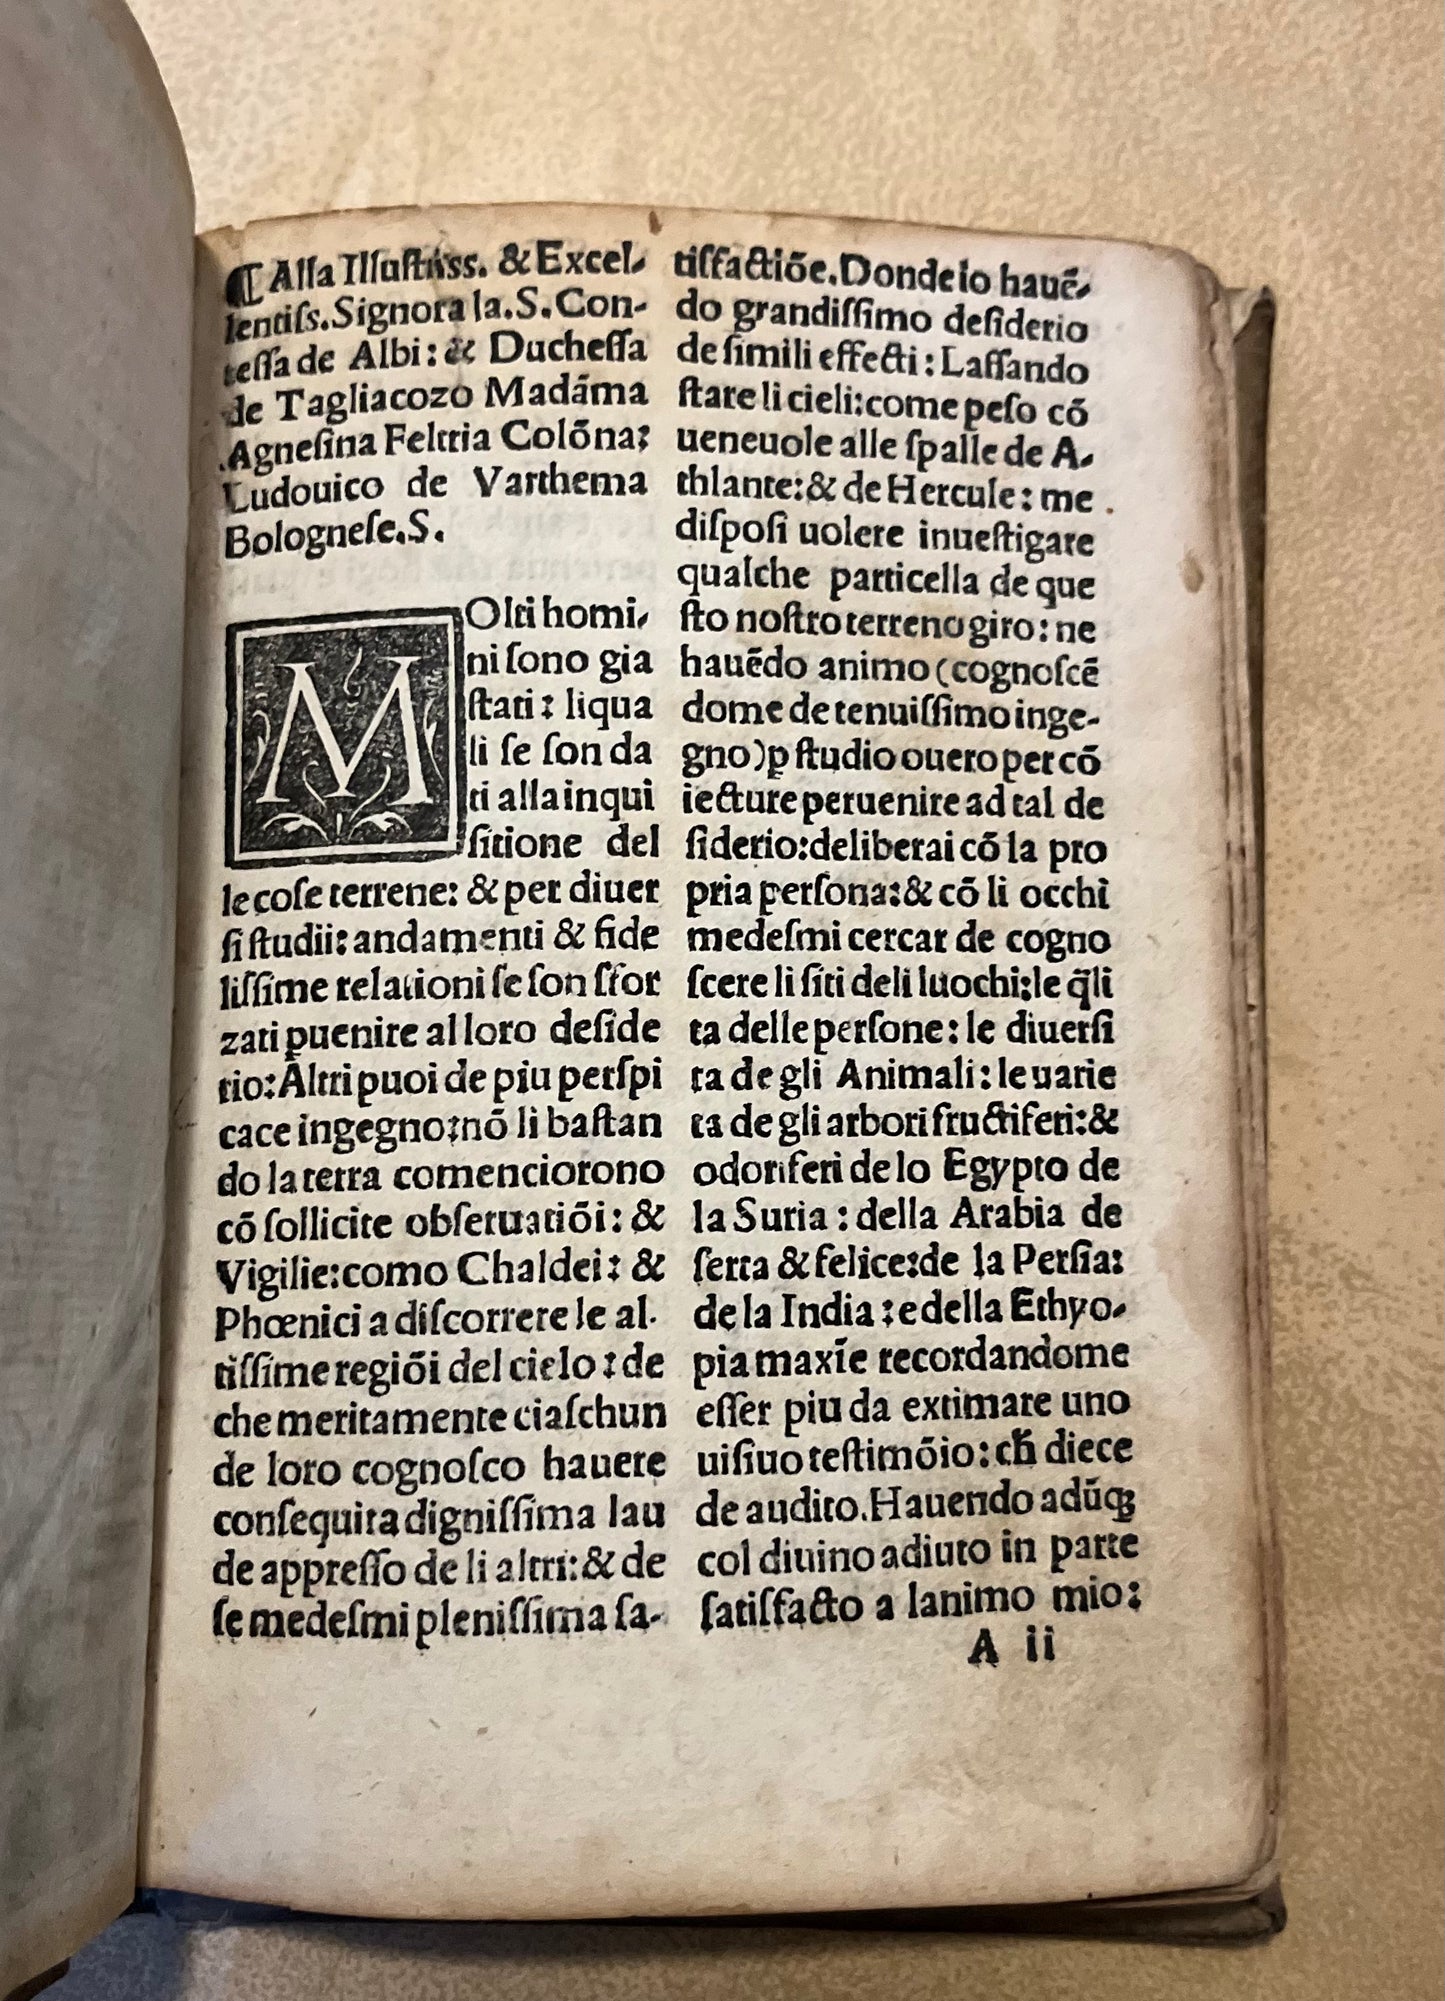 ¶ Alla Illustriss. & Excel-
lentiſs. Signora la. S. Con-
teſſa de Albi: & Ducheſſa
de Tagliacozo Madãma
Agneſina Feltria Colõna:
Ludouico de Varthema
Bologneſe. S.
MOlti homi-
ni ſono gia
ſtati: liqua
li ſe ſon da
ti alla inqui
ſitione del
le coſe terrene: & per diuer
ſi ſtudii: andamenti & fide
liſſime relationi ſe ſon sfor
zati ꝑuenire al loro deſide
rio: Altri puoi de piu perſpi
cace ingegno: nõ li baſtan
do la terra comenciorono
cõ ſollicite obſeruatiõi: &
Vigilie: como Chaldei: &
Phœnici a diſcorrere le al-
tiſſime regiõi del cielo: de
che meritamente ciaſchun
de loro cognoſco hauere
conſequita digniſſima lau
de appreſſo de li altri: & de
ſe medeſmi pleniſſima ſa-
tiſfactiõe. Donde io hauẽ-
do grandiſſimo deſiderio
de ſimili effecti: Laſſando
ſtare li cieli: come peſo cõ
ueneuole alle ſpalle de A-
thlante: & de Hercule: me
diſpoſi uolere inueſtigare
qualche particella de que
ſto noſtro terreno giro: ne
hauẽdo animo (cognoſcẽ
dome de tenuiſſimo inge-
gno) ꝑ ſtudio ouero per cõ
iecture peruenire ad tal de
ſiderio: deliberai cõ la pro
pria perſona: & cõ li occhi
medeſmi cercar de cogno
ſcere li ſiti de li luochi: le q̃li
ta delle perſone: le diuerſi
ta de gli Animali: le uarie
ta de gli arbori fructiferi: &
odoriferi de lo Egypto de
la Suria: della Arabia de
ſerta & felice: de la Perſia:
de la India: e della Ethyo-
pia maxĩe recordandome
eſſer piu da extimare uno
uiſiuo teſtimõio: cħ diece
de audito. Hauendo adũqꝫ
col diuino adiuto in parte
ſatiſfacto a lanimo mio:
A ii